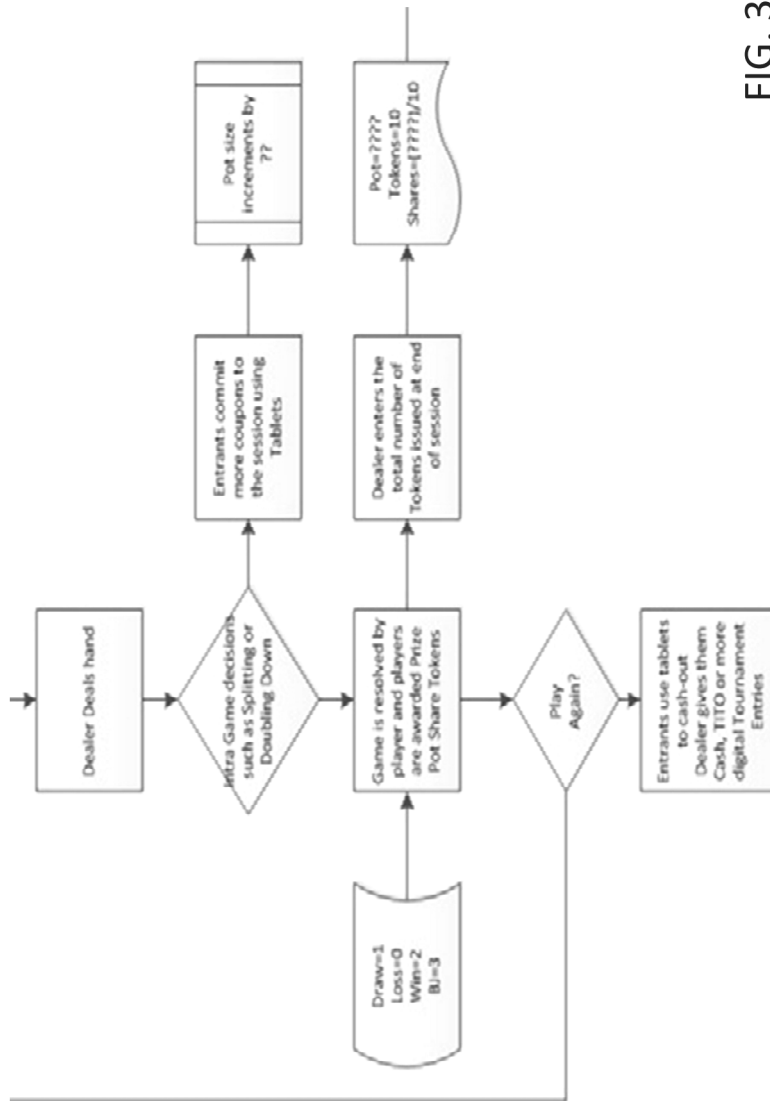 Dealer Deals hand
Intra Game decisions
such as Splitting or
Doubling Down
Entrants commit
more coupons to
the session using
Tablets
Pot size
increments by
??
Draw=1
Loss=0
Win=2
BJ=3
Game is resolved by
player and players
are awarded Prize
Pot Share Tokens
Dealer enters the
total number of
Tokens issued at end
of session
Pot=????
Tokens=10
Shares=[????]/10
Play
Again?
Entrants use tablets
to cash-out
Dealer gives them
Cash, TITO or more
digital Tournament
Entries
FIG. 3